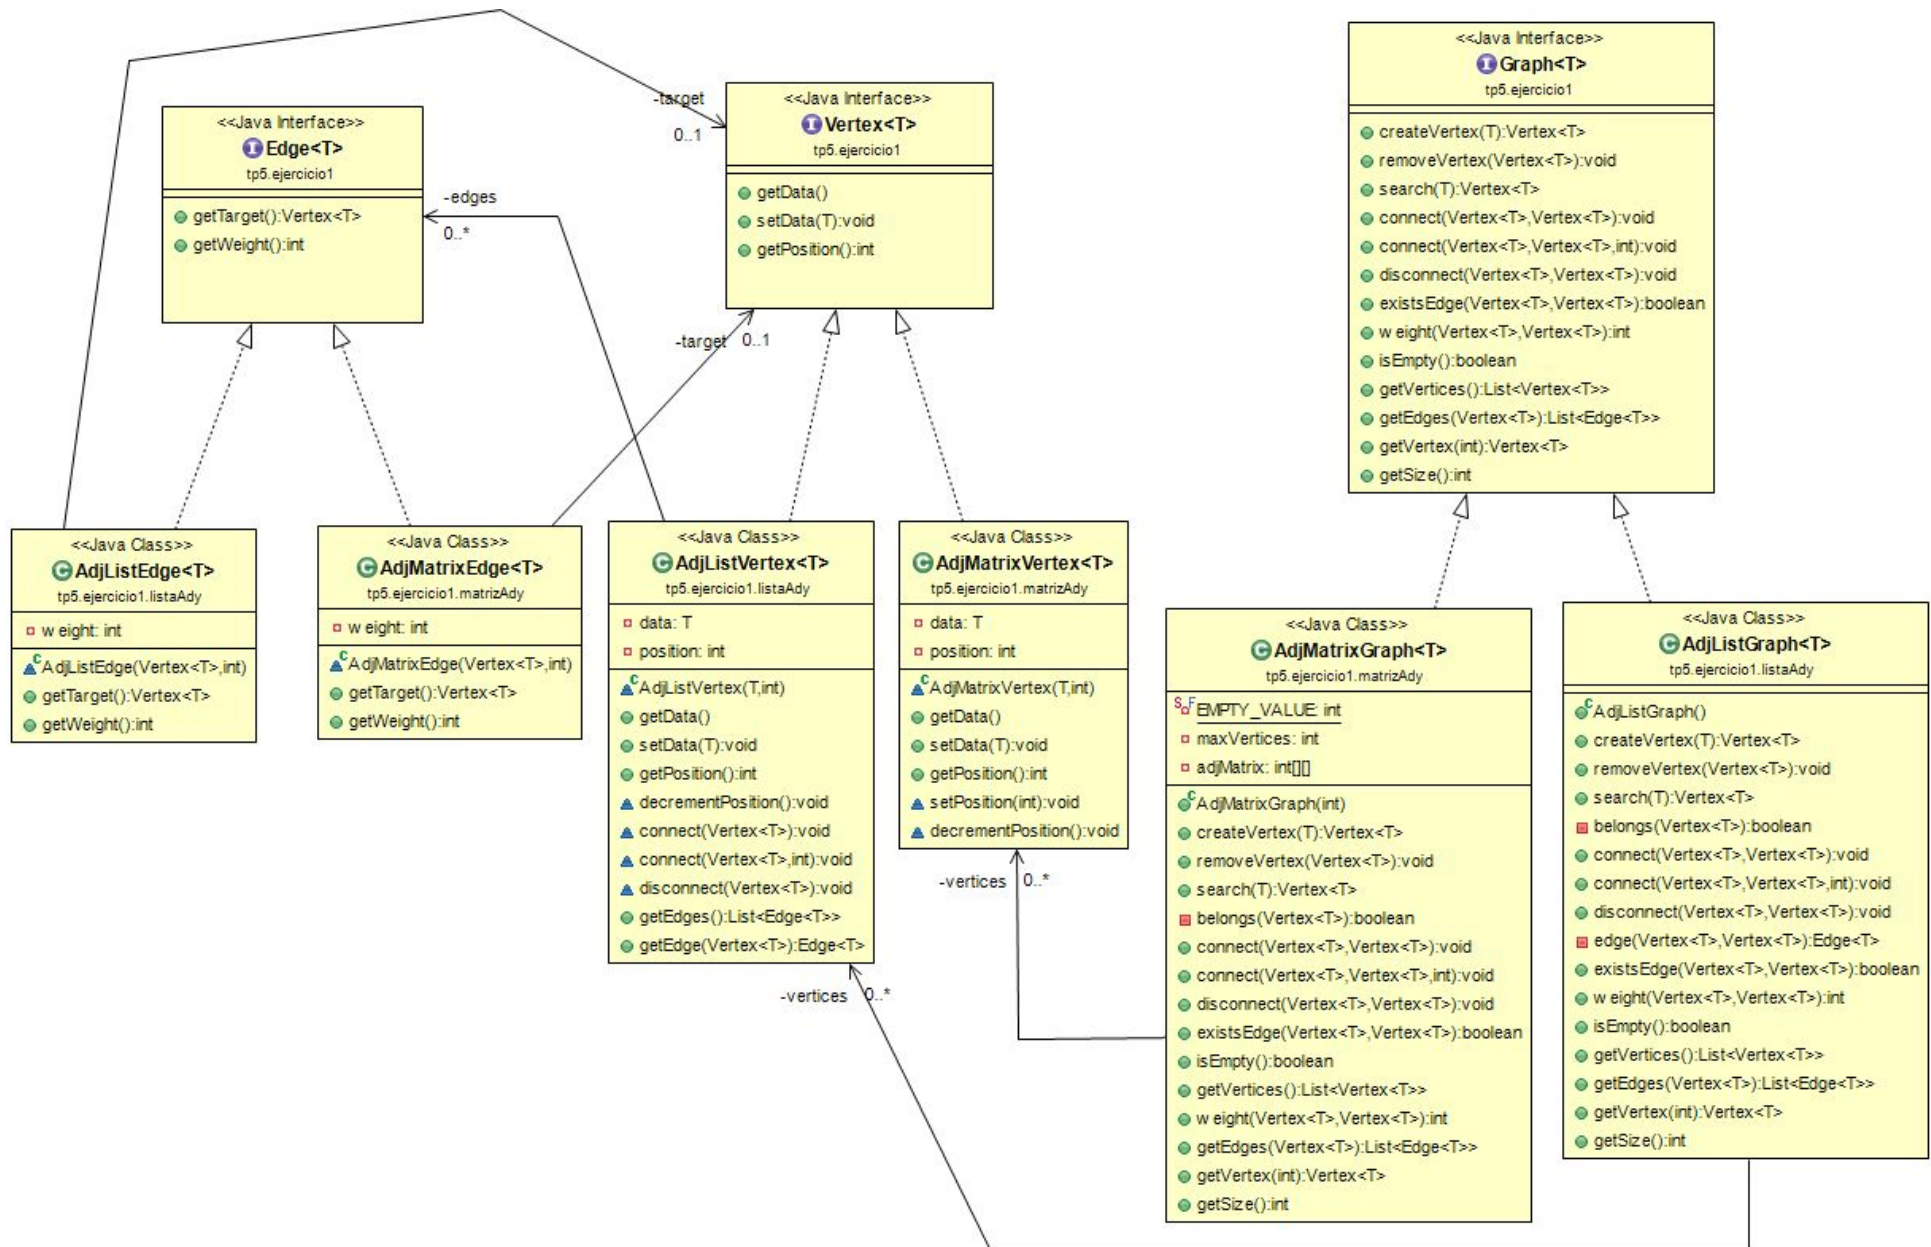 <<Java Interface>>
Edge<T>
tp5.ejercicio1
getTarget():Vertex<T>
getWeight():int
-edges
0..*
-target
0..1
<<Java Interface>>
Vertex<T>
tp5.ejercicio1
getData()
setData(T):void
getPosition():int
-target
0..1
<<Java Interface>>
Graph<T>
tp5.ejercicio1
createVertex(T):Vertex<T>
removeVertex(Vertex<T>):void
search(T):Vertex<T>
connect(Vertex<T>,Vertex<T>):void
connect(Vertex<T>,Vertex<T>,int):void
disconnect(Vertex<T>,Vertex<T>):void
existsEdge(Vertex<T>,Vertex<T>):boolean
weight(Vertex<T>,Vertex<T>):int
isEmpty():boolean
getVertices():List<Vertex<T>>
getEdges(Vertex<T>):List<Edge<T>>
getVertex(int):Vertex<T>
getSize():int
<<Java Class>>
AdjListEdge<T>
tp5.ejercicio1.listaAdy
weight: int
AdjListEdge(Vertex<T>,int)
getTarget():Vertex<T>
getWeight():int
<<Java Class>>
AdjMatrixEdge<T>
tp5.ejercicio1.matrizAdy
weight: int
AdjMatrixEdge(Vertex<T>,int)
getTarget():Vertex<T>
getWeight():int
<<Java Class>>
AdjListVertex<T>
tp5.ejercicio1.listaAdy
data: T
position: int
AdjListVertex(T,int)
getData()
setData(T):void
getPosition():int
decrementPosition():void
connect(Vertex<T>):void
connect(Vertex<T>,int):void
disconnect(Vertex<T>):void
getEdges():List<Edge<T>>
getEdge(Vertex<T>):Edge<T>
-vertices 0..*
<<Java Class>>
AdjMatrixVertex<T>
tp5.ejercicio1.matrizAdy
data: T
position: int
AdjMatrixVertex(T,int)
getData()
setData(T):void
getPosition():int
setPosition(int):void
decrementPosition():void
-vertices 0..*
<<Java Class>>
AdjMatrixGraph<T>
tp5.ejercicio1.matrizAdy
EMPTY_VALUE: int
maxVertices: int
adjMatrix: int[][]
AdjMatrixGraph(int)
createVertex(T):Vertex<T>
removeVertex(Vertex<T>):void
search(T):Vertex<T>
belongs(Vertex<T>):boolean
connect(Vertex<T>,Vertex<T>):void
connect(Vertex<T>,Vertex<T>,int):void
disconnect(Vertex<T>,Vertex<T>):void
existsEdge(Vertex<T>,Vertex<T>):boolean
isEmpty():boolean
getVertices():List<Vertex<T>>
weight(Vertex<T>,Vertex<T>):int
getEdges(Vertex<T>):List<Edge<T>>
getVertex(int):Vertex<T>
getSize():int
<<Java Class>>
AdjListGraph<T>
tp5.ejercicio1.listaAdy
AdjListGraph()
createVertex(T):Vertex<T>
removeVertex(Vertex<T>):void
search(T):Vertex<T>
belongs(Vertex<T>):boolean
connect(Vertex<T>,Vertex<T>):void
connect(Vertex<T>,Vertex<T>,int):void
disconnect(Vertex<T>,Vertex<T>):void
edge(Vertex<T>,Vertex<T>):Edge<T>
existsEdge(Vertex<T>,Vertex<T>):boolean
weight(Vertex<T>,Vertex<T>):int
isEmpty():boolean
getVertices():List<Vertex<T>>
getEdges(Vertex<T>):List<Edge<T>>
getVertex(int):Vertex<T>
getSize():int